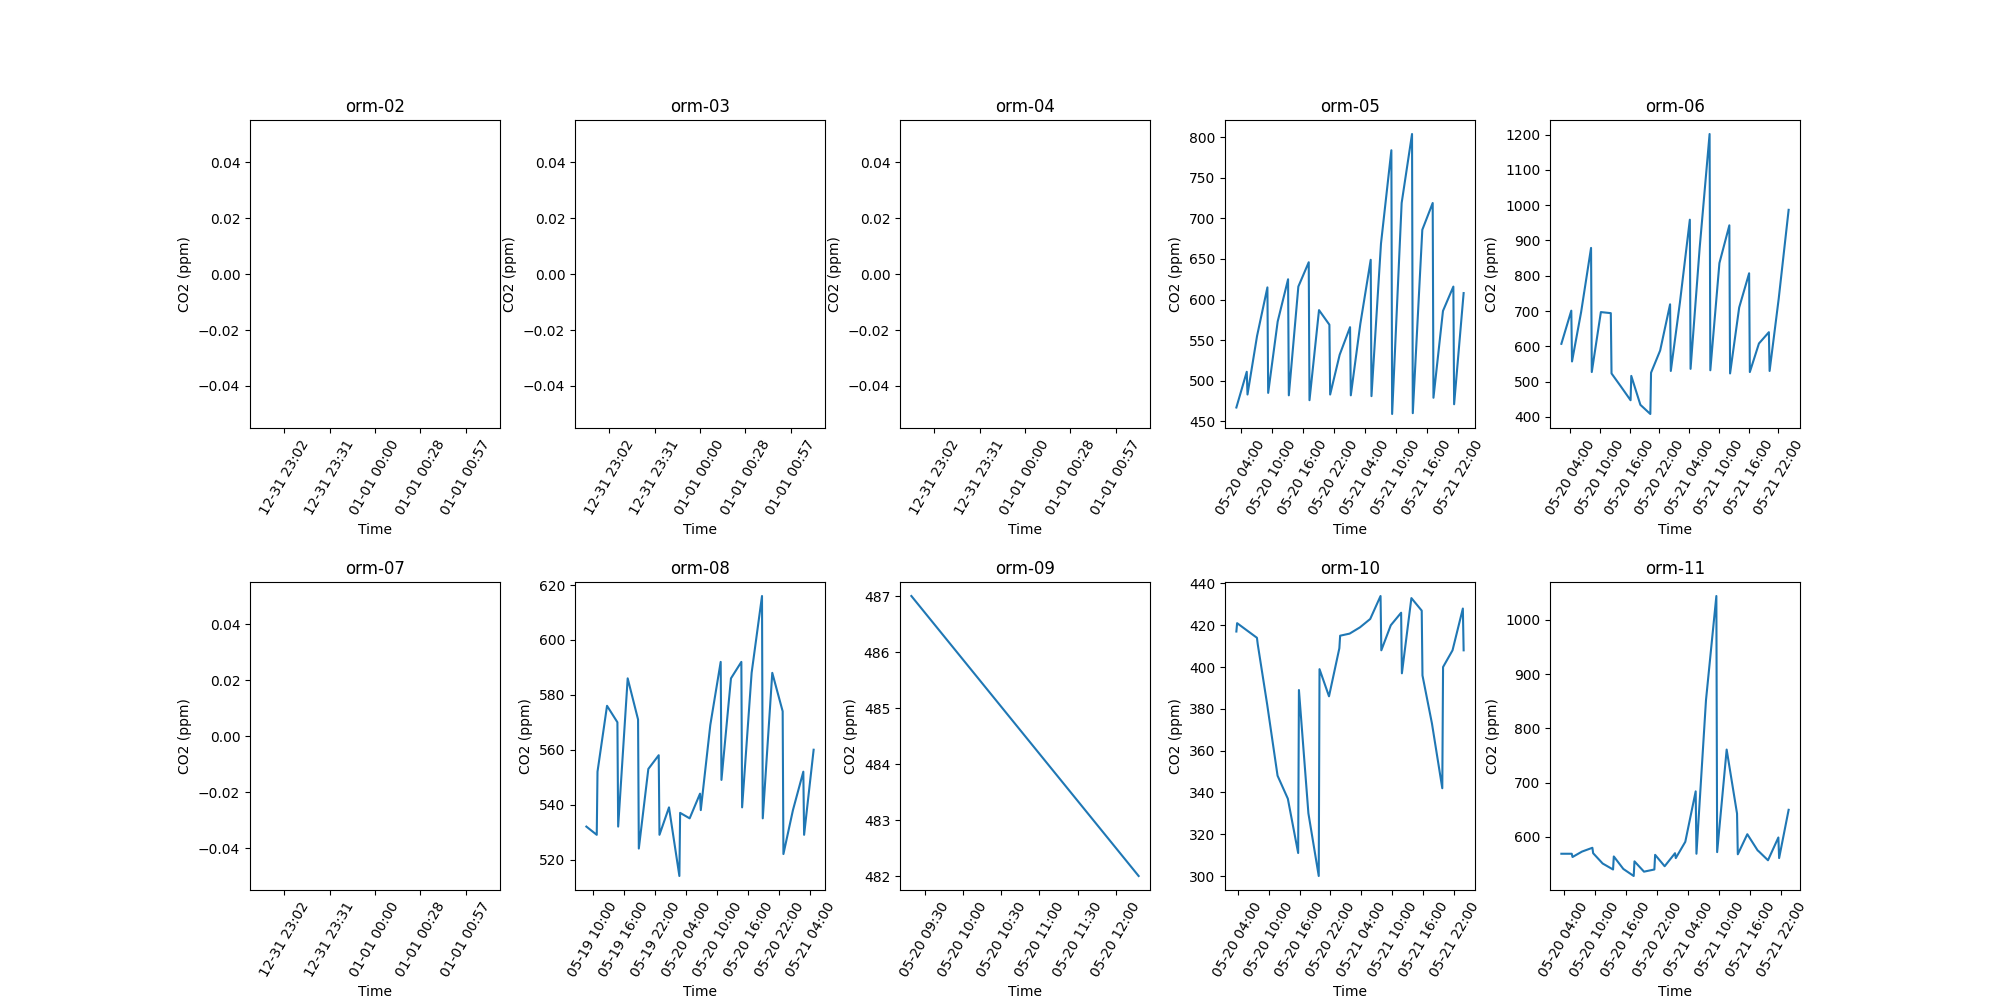 orm-02 orm-03 orm-04 orm-05 orm-06
CO2 (ppm)
0.04
0.02
0.00
−0.02
−0.04
12-31 23:02 12-31 23:31 01-01 00:00 01-01 00:28 01-01 00:57
Time
CO2 (ppm)
0.04
0.02
0.00
−0.02
−0.04
12-31 23:02 12-31 23:31 01-01 00:00 01-01 00:28 01-01 00:57
Time
CO2 (ppm)
0.04
0.02
0.00
−0.02
−0.04
12-31 23:02 12-31 23:31 01-01 00:00 01-01 00:28 01-01 00:57
Time
CO2 (ppm)
800
750
700
650
600
550
500
450
05-20 04:00 05-20 10:00 05-20 16:00 05-20 22:00 05-21 04:00 05-21 10:00 05-21 16:00 05-21 22:00
Time
CO2 (ppm)
1200
1100
1000
900
800
700
600
500
400
05-20 04:00 05-20 10:00 05-20 16:00 05-20 22:00 05-21 04:00 05-21 10:00 05-21 16:00 05-21 22:00
Time
orm-07 orm-08 orm-09 orm-10 orm-11
CO2 (ppm)
0.04
0.02
0.00
−0.02
−0.04
12-31 23:02 12-31 23:31 01-01 00:00 01-01 00:28 01-01 00:57
Time
CO2 (ppm)
620
600
580
560
540
520
05-19 10:00 05-19 16:00 05-19 22:00 05-20 04:00 05-20 10:00 05-20 16:00 05-20 22:00 05-21 04:00
Time
CO2 (ppm)
487
486
485
484
483
482
05-20 09:30 05-20 10:00 05-20 10:30 05-20 11:00 05-20 11:30 05-20 12:00
Time
CO2 (ppm)
440
420
400
380
360
340
320
300
05-20 04:00 05-20 10:00 05-20 16:00 05-20 22:00 05-21 04:00 05-21 10:00 05-21 16:00 05-21 22:00
Time
CO2 (ppm)
1000
900
800
700
600
05-20 04:00 05-20 10:00 05-20 16:00 05-20 22:00 05-21 04:00 05-21 10:00 05-21 16:00 05-21 22:00
Time